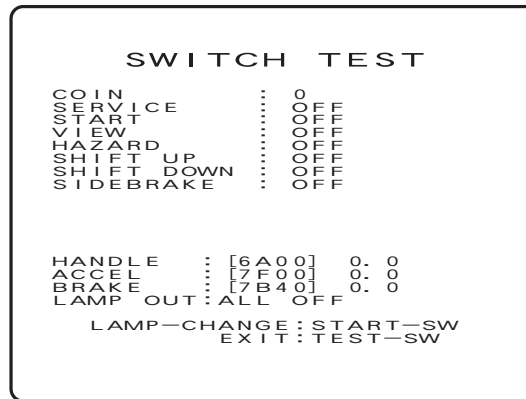 SWITCH TEST
COIN : 0
SERVICE : OFF
START : OFF
VIEW : OFF
HAZARD : OFF
SHIFT UP : OFF
SHIFT DOWN : OFF
SIDEBRAKE : OFF
HANDLE : [6A00] 0. 0
ACCEL : [7F00] 0. 0
BRAKE : [7B40] 0. 0
LAMP OUT:ALL OFF
LAMP—CHANGE:START—SW
EXIT:TEST—SW